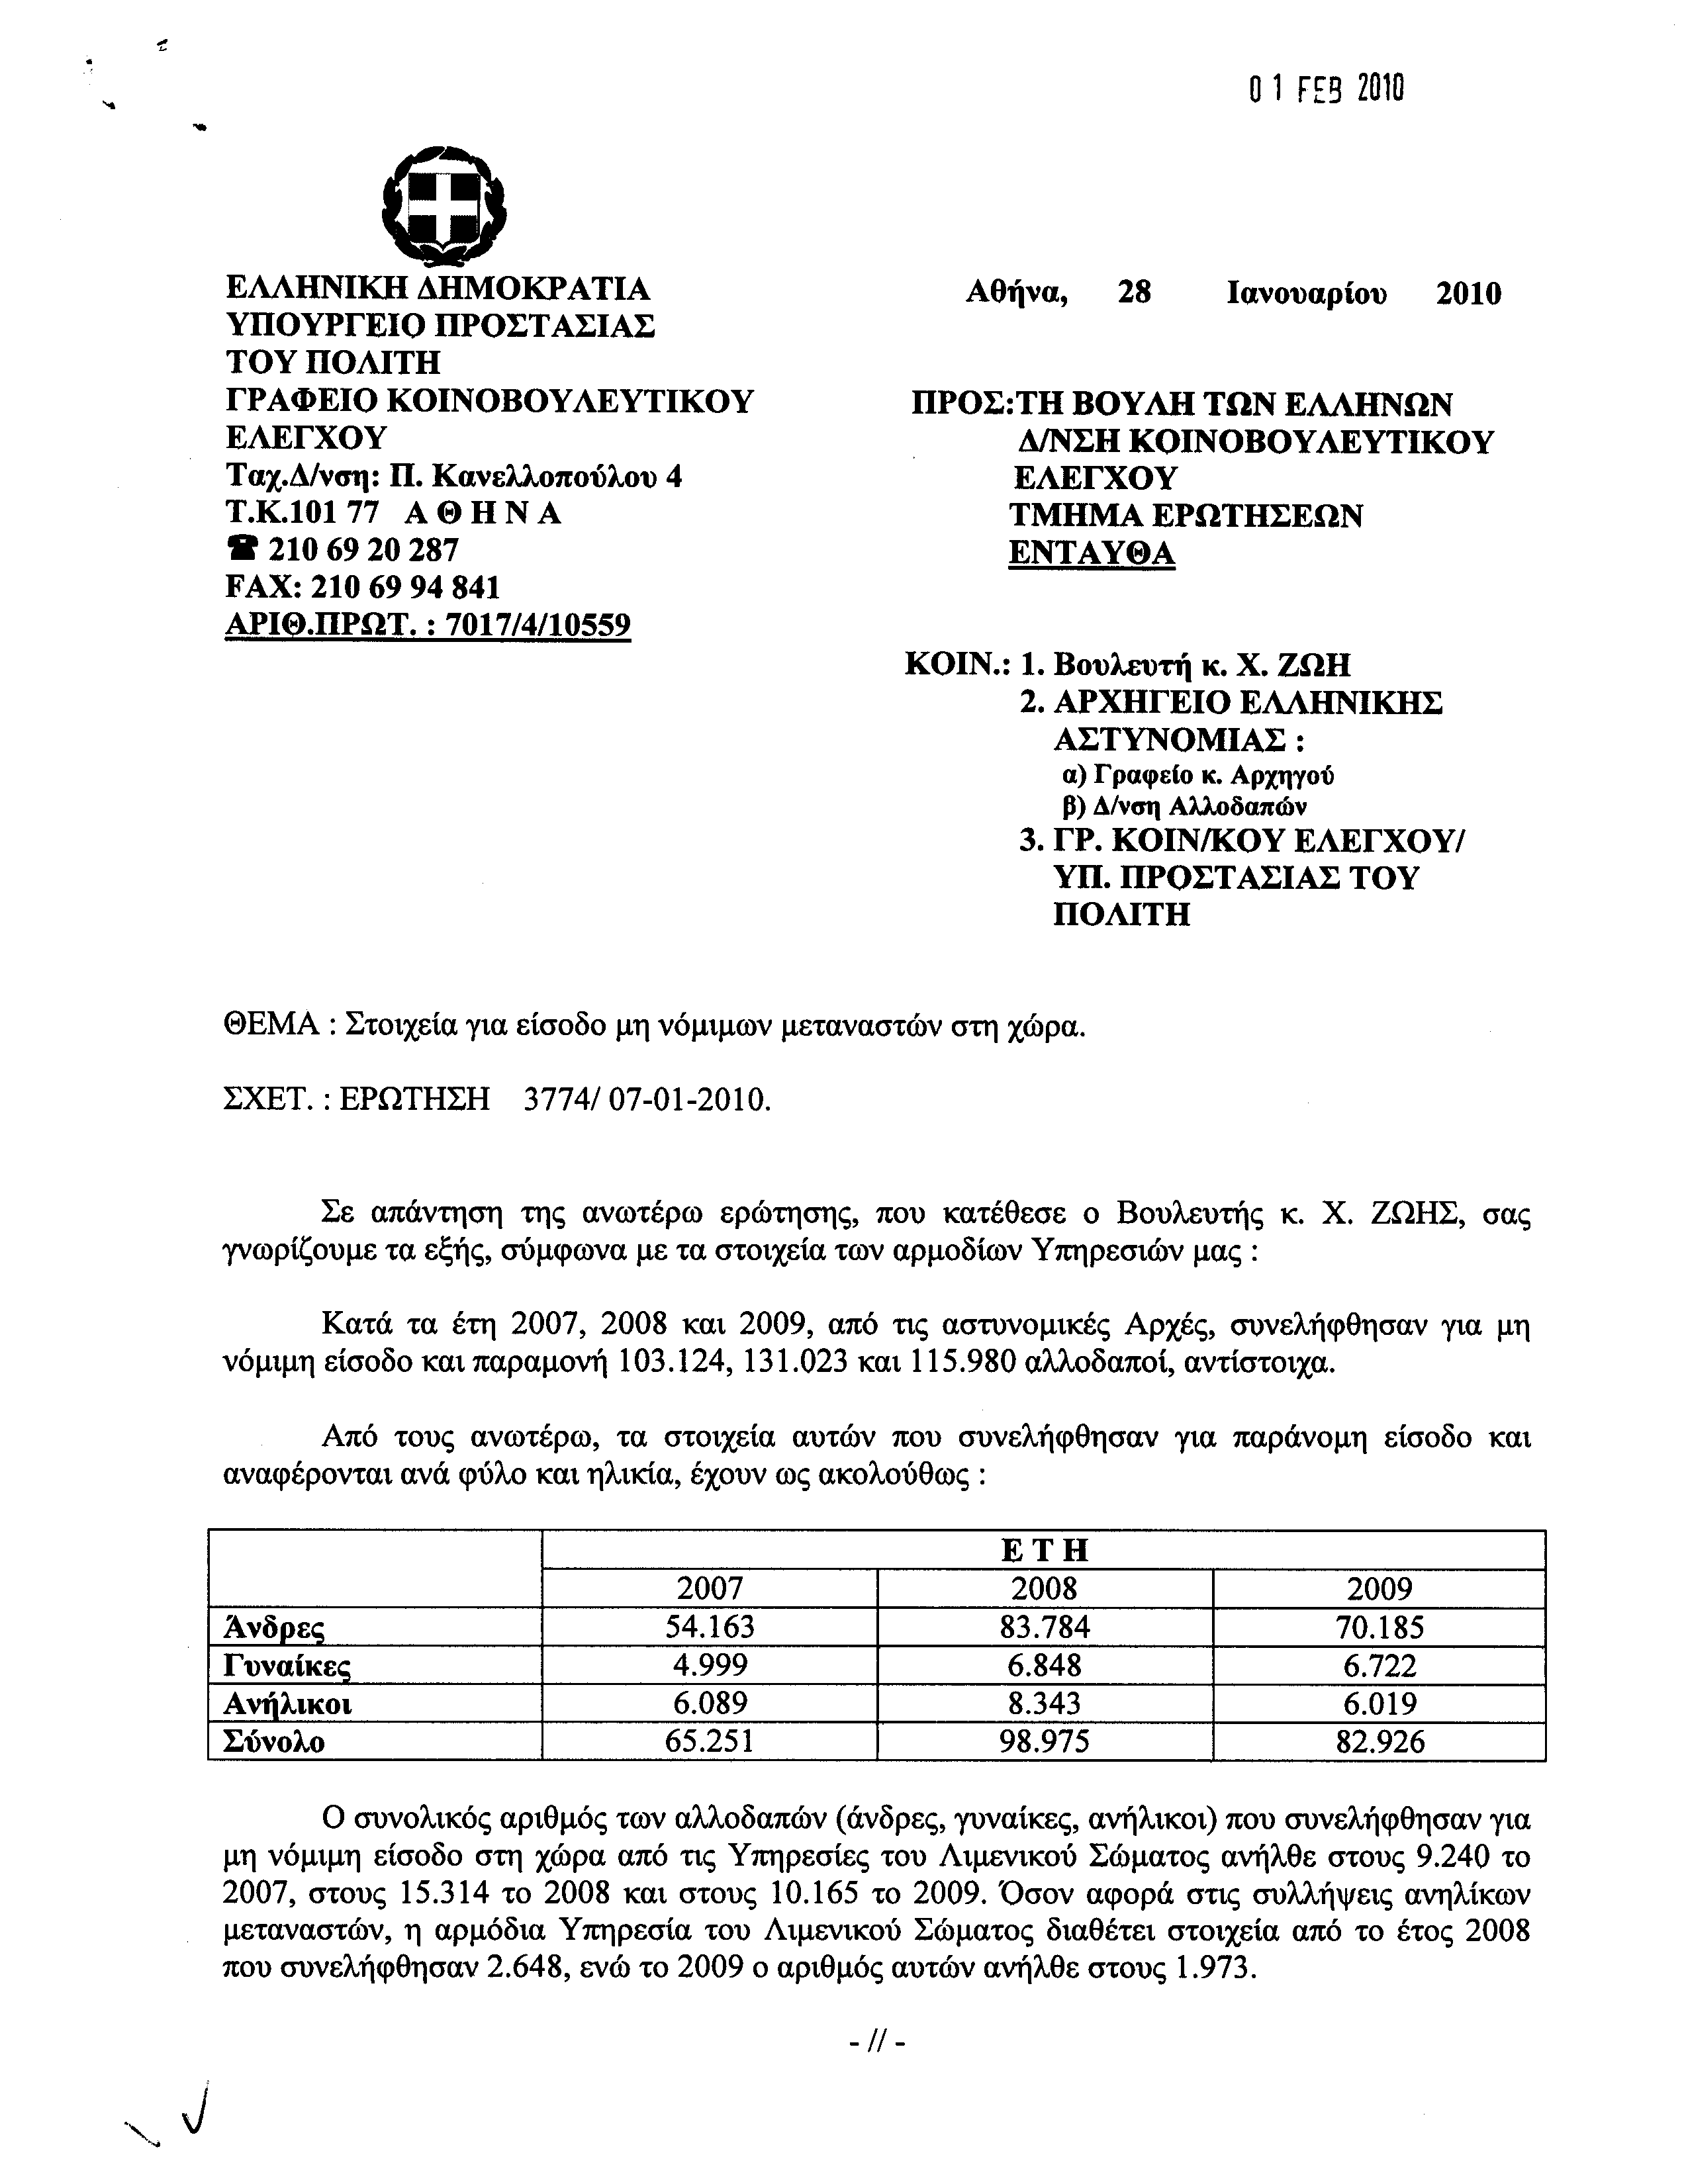 01 FEB 2010
ΕΛΛΗΝΙΚΗ ΔΗΜΟΚΡΑΤΙΑ
ΥΠΟΥΡΓΕΙΟ ΠΡΟΣΤΑΣΙΑΣ
ΤΟΥ ΠΟΛΙΤΗ
ΓΡΑΦΕΙΟ ΚΟΙΝΟΒΟΥΛΕΥΤΙΚΟΥ
ΕΛΕΓΧΟΥ
Ταχ.Δ/νση: Π. Κανελλοπούλου 4
Τ.Κ.101 77 Α Θ Η Ν Α
☎ 210 69 20 287
FAX: 210 69 94 841
ΑΡΙΘ.ΠΡΩΤ. : 7017/4/10559
Αθήνα, 28 Ιανουαρίου 2010
ΠΡΟΣ:ΤΗ ΒΟΥΛΗ ΤΩΝ ΕΛΛΗΝΩΝ
Δ/ΝΣΗ ΚΟΙΝΟΒΟΥΛΕΥΤΙΚΟΥ
ΕΛΕΓΧΟΥ
ΤΜΗΜΑ ΕΡΩΤΗΣΕΩΝ
ΕΝΤΑΥΘΑ
ΚΟΙΝ.: 1. Βουλευτή κ. Χ. ΖΩΗ
2. ΑΡΧΗΓΕΙΟ ΕΛΛΗΝΙΚΗΣ
ΑΣΤΥΝΟΜΙΑΣ :
α) Γραφείο κ. Αρχηγού
β) Δ/νση Αλλοδαπών
3. ΓΡ. ΚΟΙΝ/ΚΟΥ ΕΛΕΓΧΟΥ/
ΥΠ. ΠΡΟΣΤΑΣΙΑΣ ΤΟΥ
ΠΟΛΙΤΗ
ΘΕΜΑ : Στοιχεία για είσοδο μη νόμιμων μεταναστών στη χώρα.
ΣΧΕΤ. : ΕΡΩΤΗΣΗ 3774/ 07-01-2010.
Σε απάντηση της ανωτέρω ερώτησης, που κατέθεσε ο Βουλευτής κ. Χ. ΖΩΗΣ, σας
γνωρίζουμε τα εξής, σύμφωνα με τα στοιχεία των αρμοδίων Υπηρεσιών μας :
Κατά τα έτη 2007, 2008 και 2009, από τις αστυνομικές Αρχές, συνελήφθησαν για μη
νόμιμη είσοδο και παραμονή 103.124, 131.023 και 115.980 αλλοδαποί, αντίστοιχα.
Από τους ανωτέρω, τα στοιχεία αυτών που συνελήφθησαν για παράνομη είσοδο και
αναφέρονται ανά φύλο και ηλικία, έχουν ως ακολούθως :
Ε Τ Η
2007 2008 2009
Άνδρες 54.163 83.784 70.185
Γυναίκες 4.999 6.848 6.722
Ανήλικοι 6.089 8.343 6.019
Σύνολο 65.251 98.975 82.926
Ο συνολικός αριθμός των αλλοδαπών (άνδρες, γυναίκες, ανήλικοι) που συνελήφθησαν για
μη νόμιμη είσοδο στη χώρα από τις Υπηρεσίες του Λιμενικού Σώματος ανήλθε στους 9.240 το
2007, στους 15.314 το 2008 και στους 10.165 το 2009. Όσον αφορά στις συλλήψεις ανηλίκων
μεταναστών, η αρμόδια Υπηρεσία του Λιμενικού Σώματος διαθέτει στοιχεία από το έτος 2008
που συνελήφθησαν 2.648, ενώ το 2009 ο αριθμός αυτών ανήλθε στους 1.973.
- // -